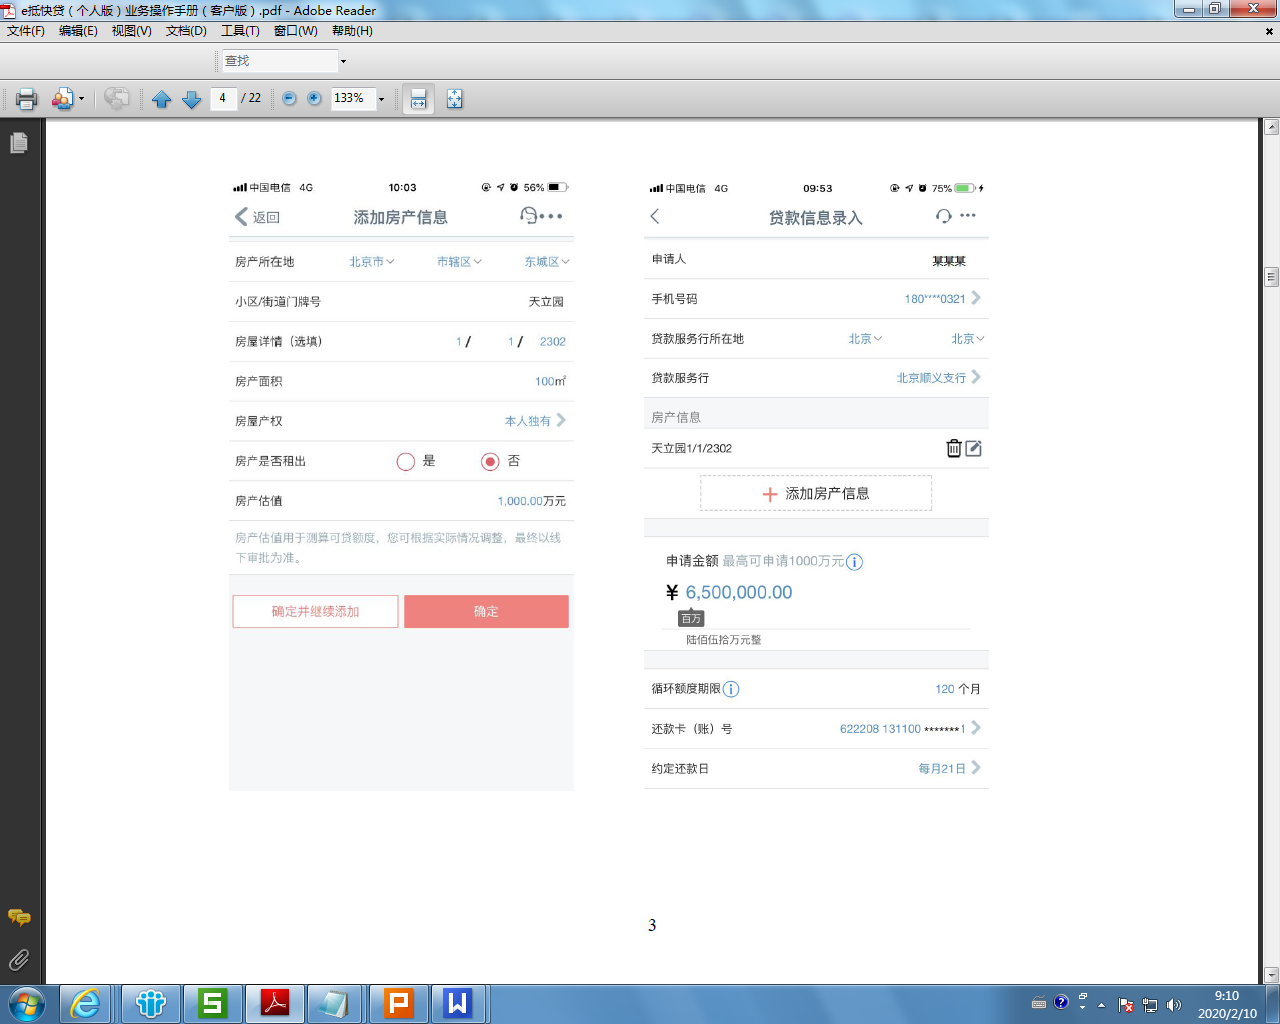 e抵快贷（个人版）业务操作手册（客户版）.pdf - Adobe Reader
文件(F) 编辑(E) 视图(V) 文档(D) 工具(T) 窗口(W) 帮助(H)
查找
4 / 22 133%
中国电信 4G 10:03 56%
返回 添加房产信息
房产所在地 北京市 市辖区 东城区
小区/街道门牌号 天立园
房屋详情（选填） 1 / 1 / 2302
房产面积 100㎡
房屋产权 本人独有
房产是否租出 是 否
房产估值 1,000.00万元
房产估值用于测算可贷额度，您可根据实际情况调整，最终以线
下审批为准。
确定并继续添加 确定
中国电信 4G 09:53 75%
贷款信息录入
申请人 某某某
手机号码 180****0321
贷款服务行所在地 北京 北京
贷款服务行 北京顺义支行
房产信息
天立园1/1/2302
添加房产信息
申请金额 最高可申请1000万元
¥ 6,500,000.00
百万
陆佰伍拾万元整
循环额度期限 120 个月
还款卡（账）号 622208 131100 *******1
约定还款日 每月21日
3
9:10
2020/2/10